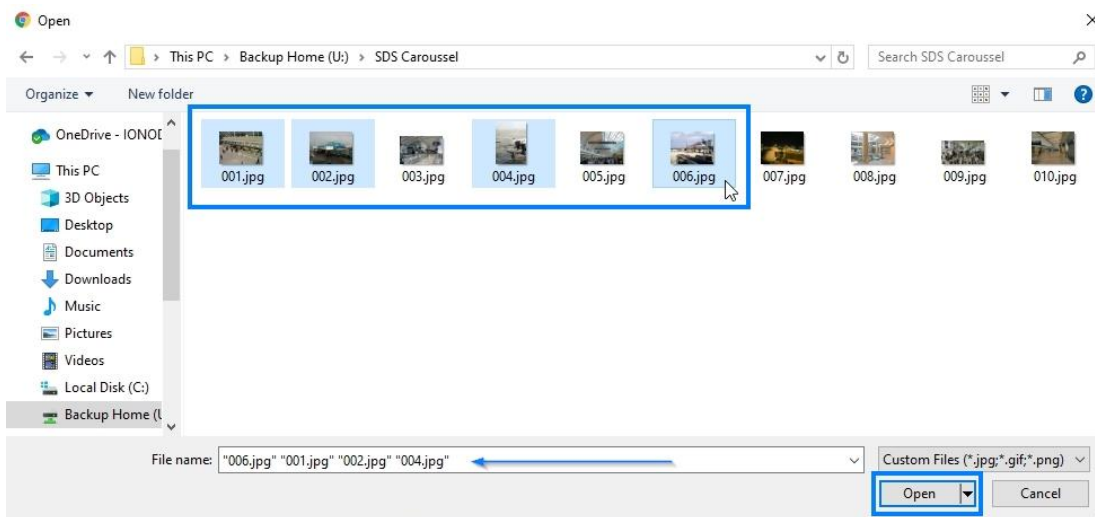 Open
This PC > Backup Home (U:) > SDS Caroussel
Search SDS Caroussel
Organize
New folder
OneDrive - IONOD
This PC
3D Objects
Desktop
Documents
Downloads
Music
Pictures
Videos
Local Disk (C:)
Backup Home (U
001.jpg
002.jpg
003.jpg
004.jpg
005.jpg
006.jpg
007.jpg
008.jpg
009.jpg
010.jpg
File name: "006.jpg" "001.jpg" "002.jpg" "004.jpg"
Custom Files (*.jpg;*.gif;*.png)
Open
Cancel